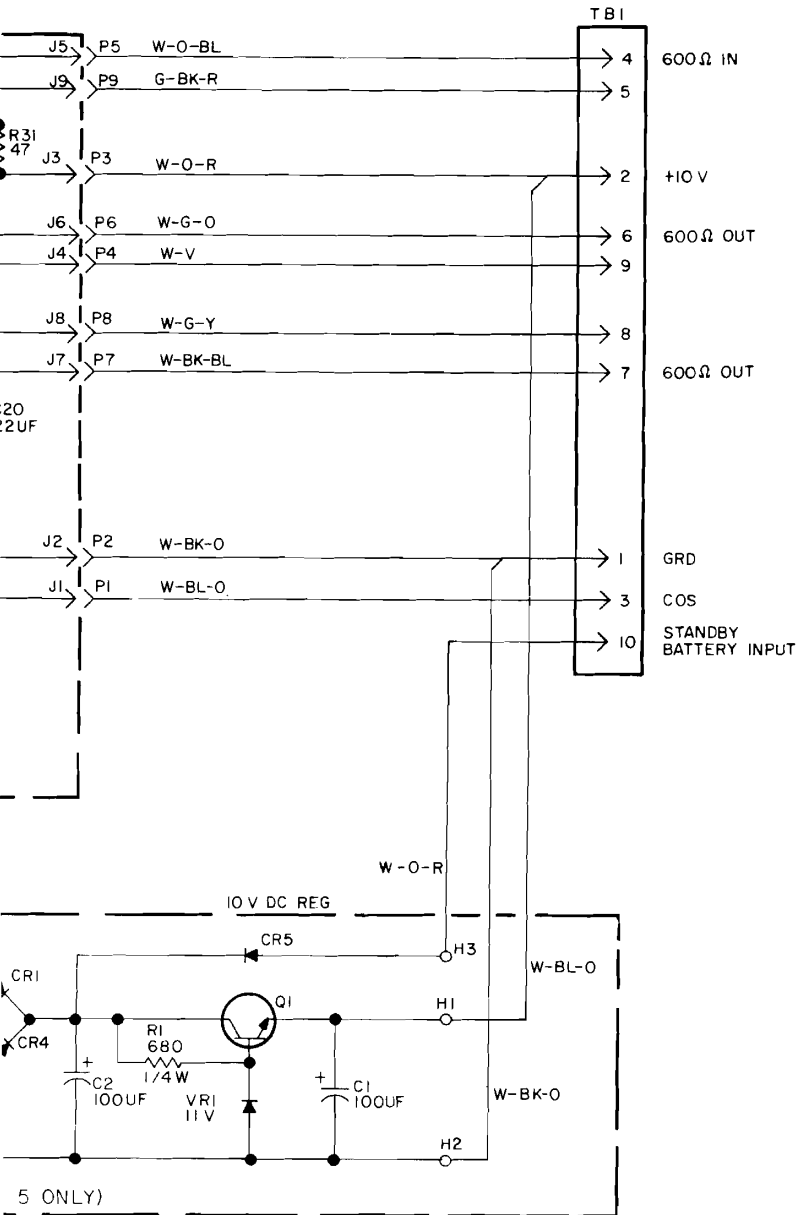 TB1
J5 P5 W-O-BL 4 600Ω IN
J9 P9 G-BK-R 5
R31
47
J3 P3 W-O-R 2 +10 V
J6 P6 W-G-O 6 600Ω OUT
J4 P4 W-V 9
J8 P8 W-G-Y 8
J7 P7 W-BK-BL 7 600Ω OUT
C20
22UF
J2 P2 W-BK-O 1 GRD
J1 P1 W-BL-O 3 COS
10 STANDBY
BATTERY INPUT
W-O-R
10 V DC REG
CR5
H3
W-BL-O
CR1
Q1
H1
R1
680
1/4W
CR4
+
C2
100UF
VR1
11 V
+
C1
100UF
W-BK-O
H2
5 ONLY)